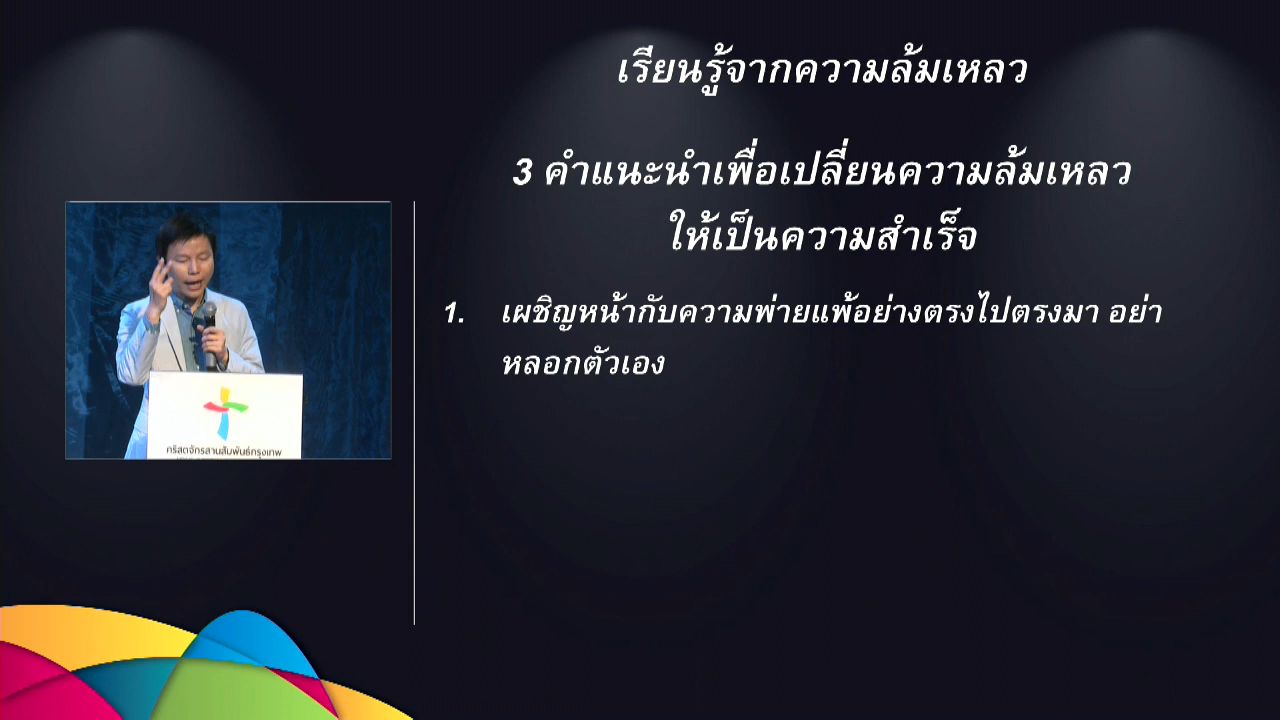 เรียนรู้จากความล้มเหลว
3 คำแนะนำเพื่อเปลี่ยนความล้มเหลว
ให้เป็นความสำเร็จ
1. เผชิญหน้ากับความพ่ายแพ้อย่างตรงไปตรงมา อย่า
หลอกตัวเอง
คริสตจักรสานสัมพันธ์กรุงเทพ